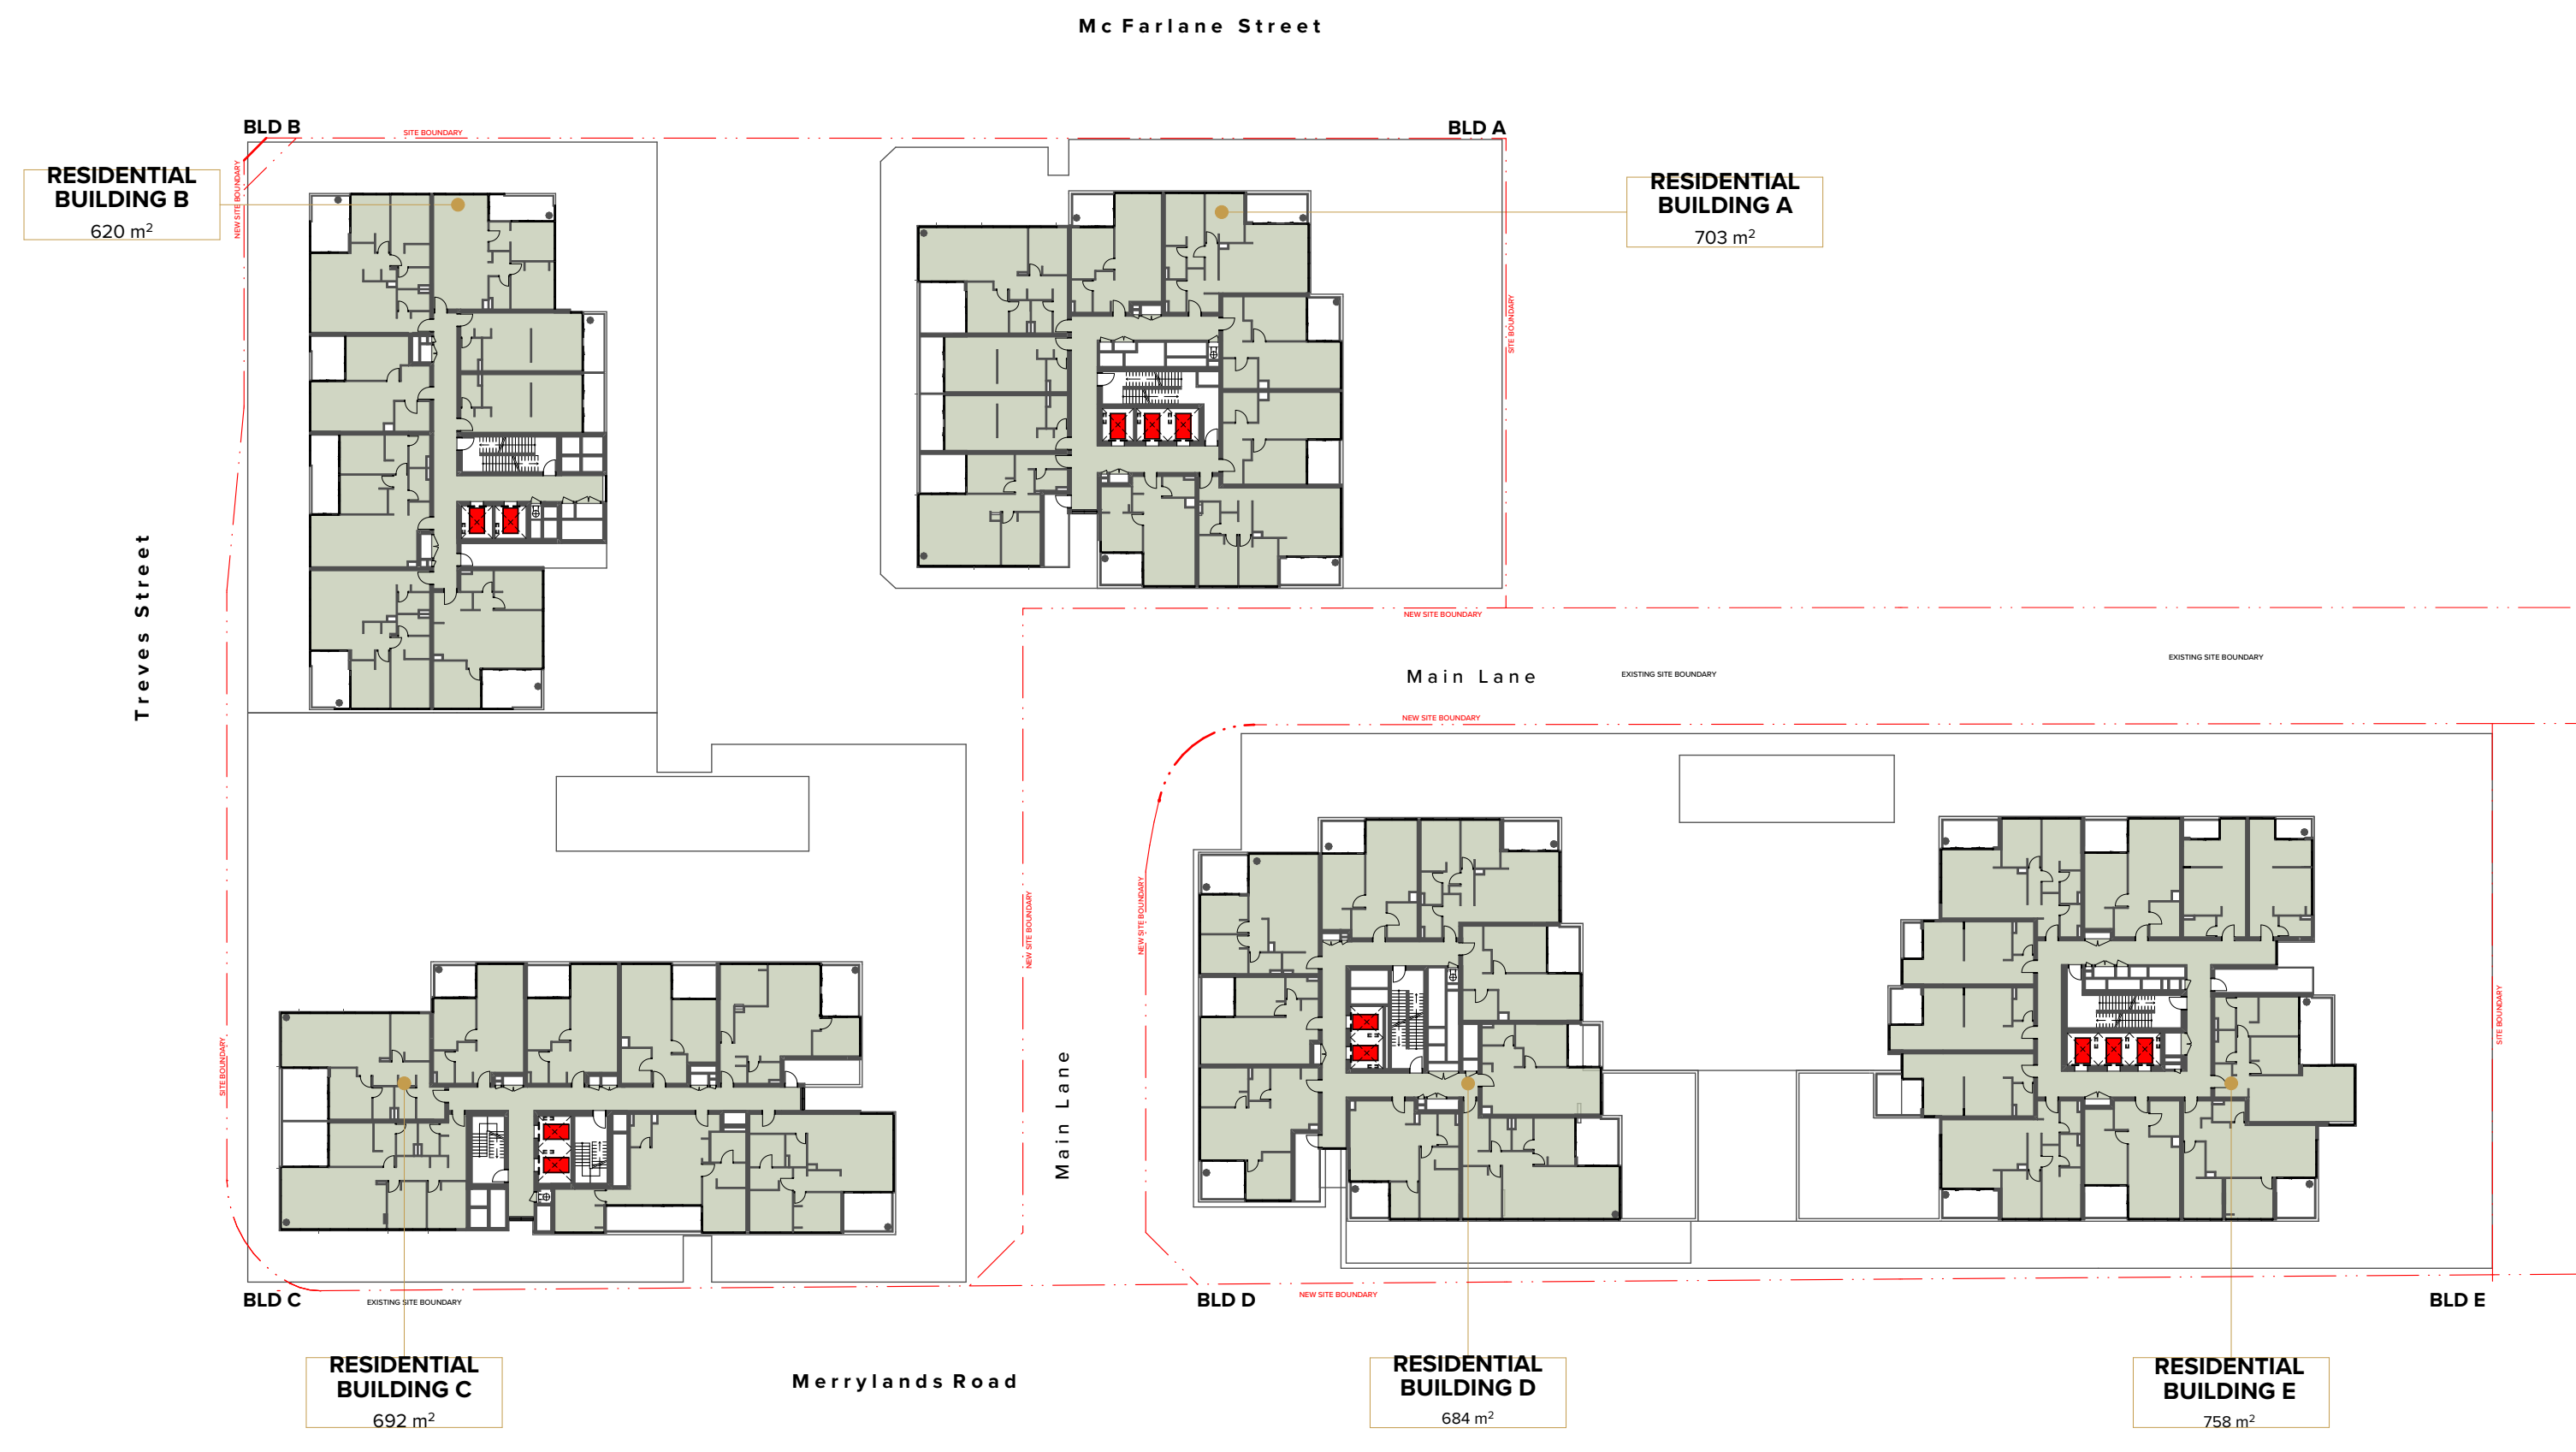 Mc Farlane Street
BLD B
SITE BOUNDARY
BLD A
NEW SITE BOUNDARY
RESIDENTIAL
BUILDING B
620 m²
RESIDENTIAL
BUILDING A
703 m²
SITE BOUNDARY
Treves Street
NEW SITE BOUNDARY
Main Lane
EXISTING SITE BOUNDARY
EXISTING SITE BOUNDARY
NEW SITE BOUNDARY
NEW SITE BOUNDARY
NEW SITE BOUNDARY
SITE BOUNDARY
SITE BOUNDARY
Main Lane
BLD C
EXISTING SITE BOUNDARY
BLD D
NEW SITE BOUNDARY
BLD E
RESIDENTIAL
BUILDING C
692 m²
Merrylands Road
RESIDENTIAL
BUILDING D
684 m²
RESIDENTIAL
BUILDING E
758 m²